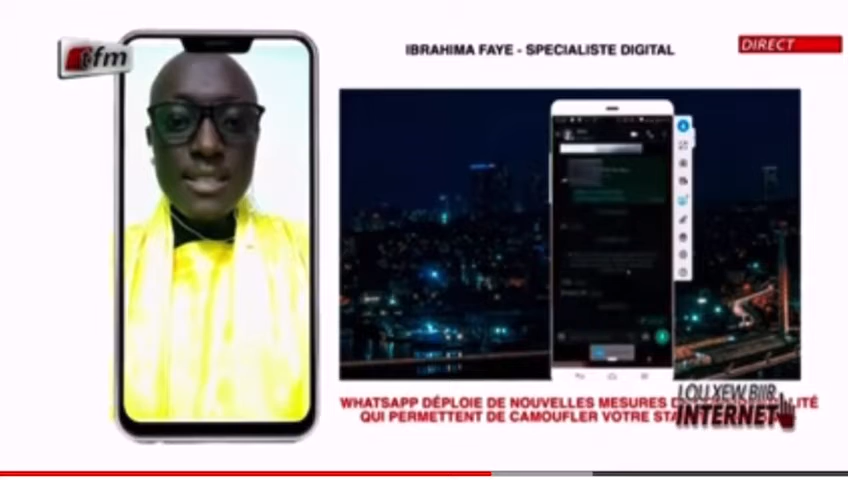 tfm
IBRAHIMA FAYE - SPECIALISTE DIGITAL
DIRECT
WHATSAPP DÉPLOIE DE NOUVELLES MESURES
QUI PERMETTENT DE CAMOUFLER VOTRE
LOU XEW BIIR
INTERNET